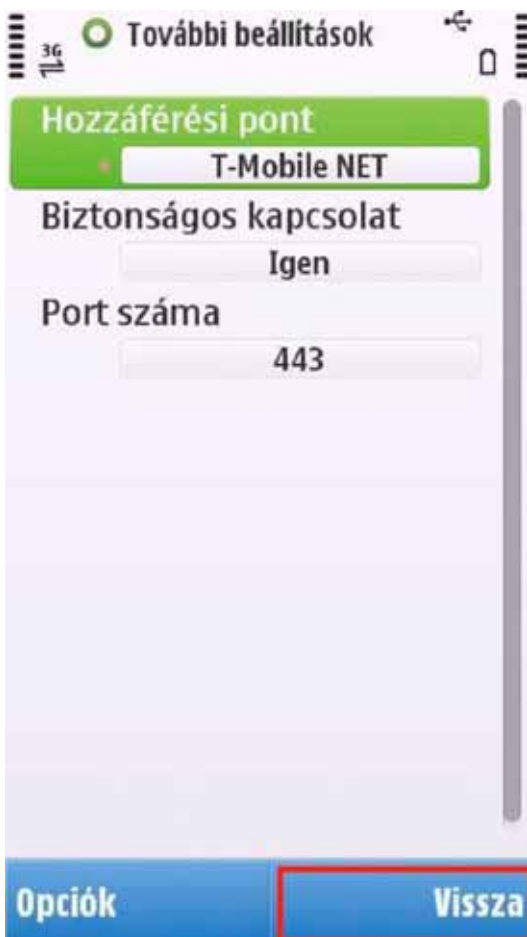 3G
További beállítások
Hozzáférési pont
T-Mobile NET
Biztonságos kapcsolat
Igen
Port száma
443
Opciók
Vissza